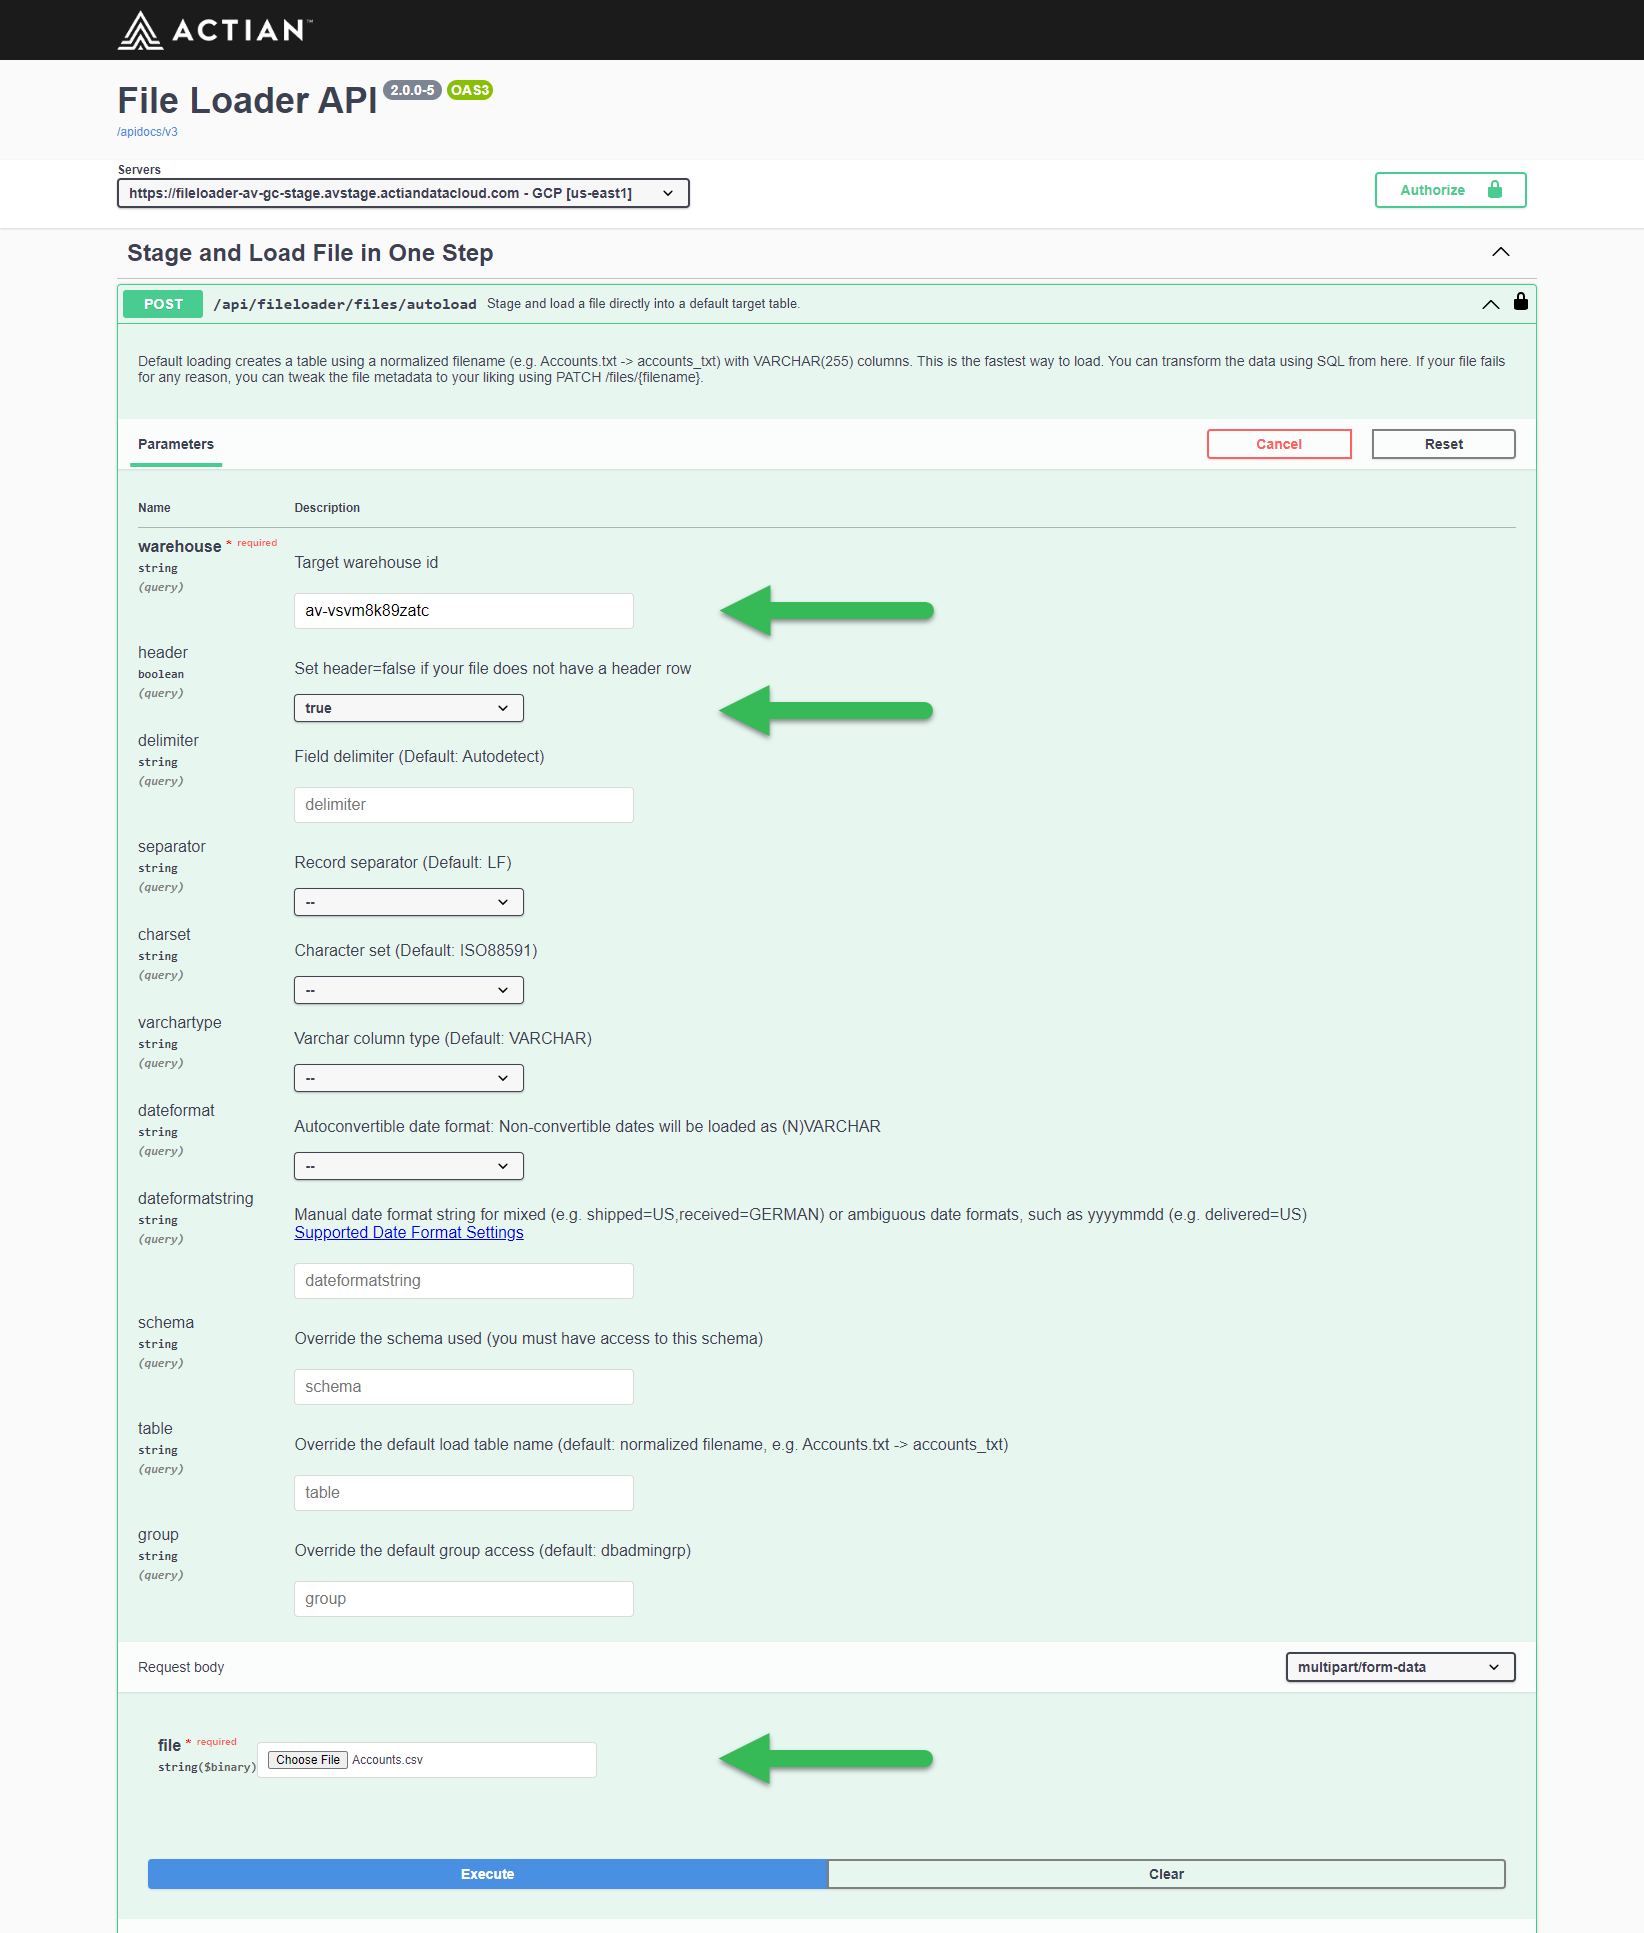 ACTIAN™
File Loader API 2.0.0-5 OAS3
/apidocs/v3
Servers
https://fileloader-av-gc-stage.avstage.actiandatacloud.com - GCP [us-east1]
Authorize
Stage and Load File in One Step
POST /api/fileloader/files/autoload Stage and load a file directly into a default target table.
Default loading creates a table using a normalized filename (e.g. Accounts.txt -> accounts_txt) with VARCHAR(255) columns. This is the fastest way to load. You can transform the data using SQL from here. If your file fails
for any reason, you can tweak the file metadata to your liking using PATCH /files/{filename}.
Parameters
Cancel
Reset
Name Description
warehouse * required
string
(query)
Target warehouse id
av-vsvm8k89zatc
header
boolean
(query)
Set header=false if your file does not have a header row
true
delimiter
string
(query)
Field delimiter (Default: Autodetect)
delimiter
separator
string
(query)
Record separator (Default: LF)
--
charset
string
(query)
Character set (Default: ISO88591)
--
varchartype
string
(query)
Varchar column type (Default: VARCHAR)
--
dateformat
string
(query)
Autoconvertible date format: Non-convertible dates will be loaded as (N)VARCHAR
--
dateformatstring
string
(query)
Manual date format string for mixed (e.g. shipped=US,received=GERMAN) or ambiguous date formats, such as yyyymmdd (e.g. delivered=US)
Supported Date Format Settings
dateformatstring
schema
string
(query)
Override the schema used (you must have access to this schema)
schema
table
string
(query)
Override the default load table name (default: normalized filename, e.g. Accounts.txt -> accounts_txt)
table
group
string
(query)
Override the default group access (default: dbadmingrp)
group
Request body
multipart/form-data
file * required
string($binary)
Choose File Accounts.csv
Execute
Clear